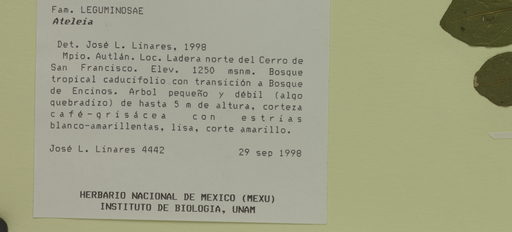 Fam. LEGUMINOSAE
Ateleia
Det. José L. Linares, 1998
Mpio. Autlán. Loc. Ladera norte del Cerro de
San Francisco. Elev. 1250 msnm. Bosque
tropical caducifolio con transición a Bosque
de Encinos. Arbol pequeño y débil (algo
quebradizo) de hasta 5 m de altura, corteza
café-grisácea con estrías
blanco-amarillentas, lisa, corte amarillo.
José L. Linares 4442 29 sep 1998
HERBARIO NACIONAL DE MEXICO (MEXU)
INSTITUTO DE BIOLOGIA, UNAM